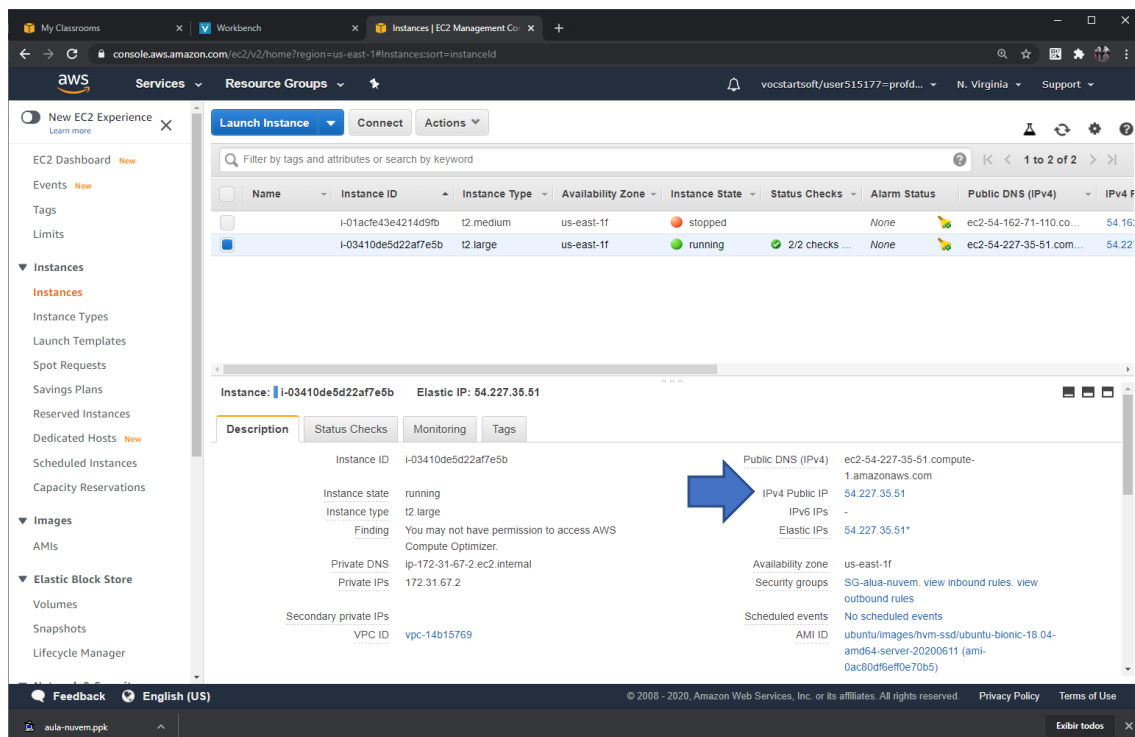 My Classrooms
Workbench
Instances | EC2 Management Con
console.aws.amazon.com/ec2/v2/home?region=us-east-1#Instances:sort=instanceId
aws Services Resource Groups vocstartsoft/user515177=profd... N. Virginia Support
New EC2 Experience
Learn more
EC2 Dashboard New
Events New
Tags
Limits
Instances
Instances
Instance Types
Launch Templates
Spot Requests
Savings Plans
Reserved Instances
Dedicated Hosts New
Scheduled Instances
Capacity Reservations
Images
AMIs
Elastic Block Store
Volumes
Snapshots
Lifecycle Manager
Launch Instance Connect Actions
Filter by tags and attributes or search by keyword 1 to 2 of 2
Name Instance ID Instance Type Availability Zone Instance State Status Checks Alarm Status Public DNS (IPv4) IPv4 P
i-01acfe43e4214d9fb t2.medium us-east-1f stopped None ec2-54-162-71-110.co... 54.162
i-03410de5d22af7e5b t2.large us-east-1f running 2/2 checks ... None ec2-54-227-35-51.com... 54.227
Instance: i-03410de5d22af7e5b Elastic IP: 54.227.35.51
Description Status Checks Monitoring Tags
Instance ID i-03410de5d22af7e5b
Instance state running
Instance type t2.large
Finding You may not have permission to access AWS
Compute Optimizer.
Private DNS ip-172-31-67-2.ec2.internal
Private IPs 172.31.67.2
Secondary private IPs
VPC ID vpc-14b15769
Public DNS (IPv4) ec2-54-227-35-51.compute-
1.amazonaws.com
IPv4 Public IP 54.227.35.51
IPv6 IPs -
Elastic IPs 54.227.35.51*
Availability zone us-east-1f
Security groups SG-alua-nuvem. view inbound rules. view
outbound rules
Scheduled events No scheduled events
AMI ID ubuntu/images/hvm-ssd/ubuntu-bionic-18.04-
amd64-server-20200611 (ami-
0ac80df6eff0e70b5)
Feedback English (US) © 2008 - 2020, Amazon Web Services, Inc. or its affiliates. All rights reserved. Privacy Policy Terms of Use
aula-nuvem.ppk Exibir todos